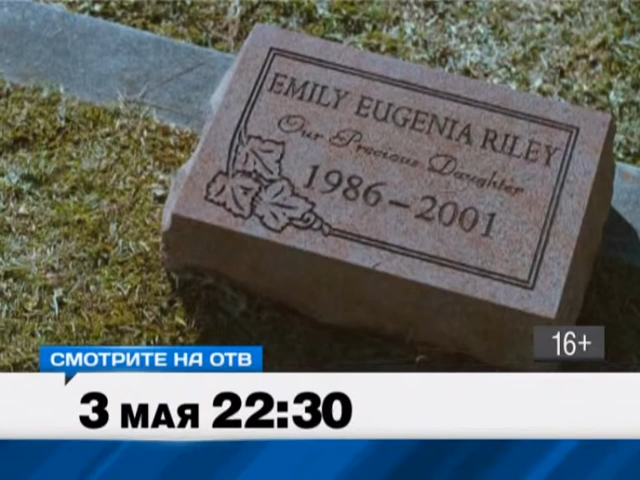 EMILY EUGENIA RILEY
Our Precious Daughter
1986-2001
16+
СМОТРИТЕ НА ОТВ
3 МАЯ 22:30